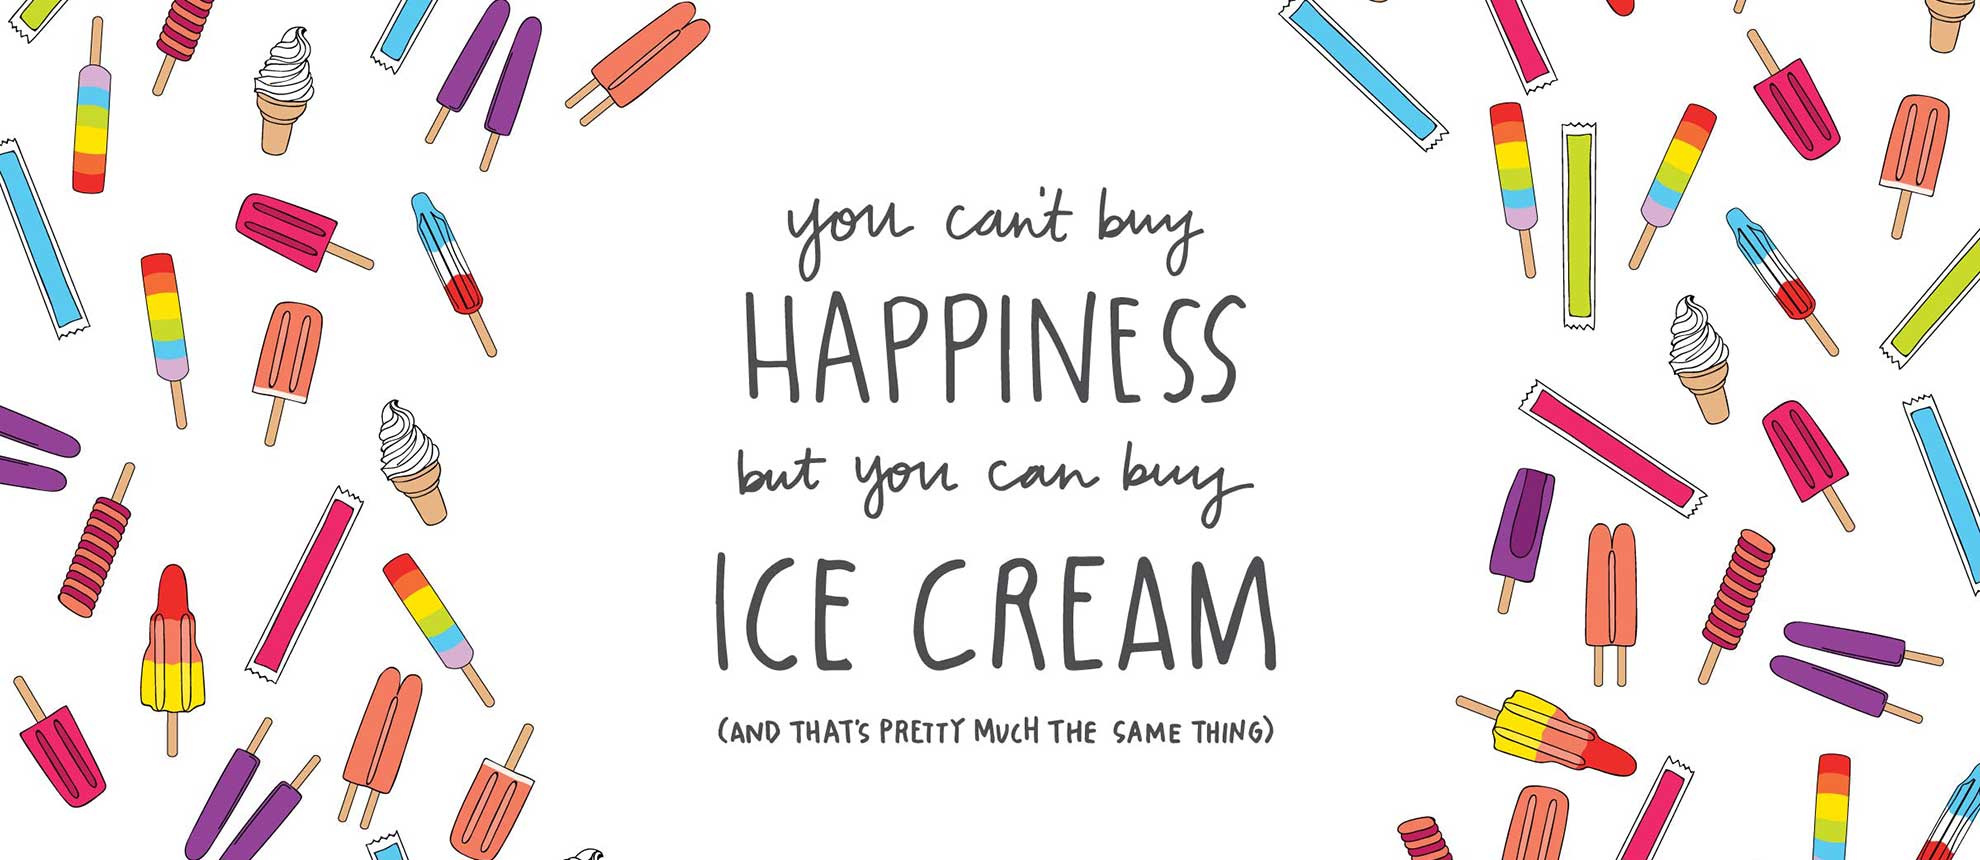 you can't buy
HAPPINESS
but you can buy
ICE CREAM
(AND THAT'S PRETTY MUCH THE SAME THING)